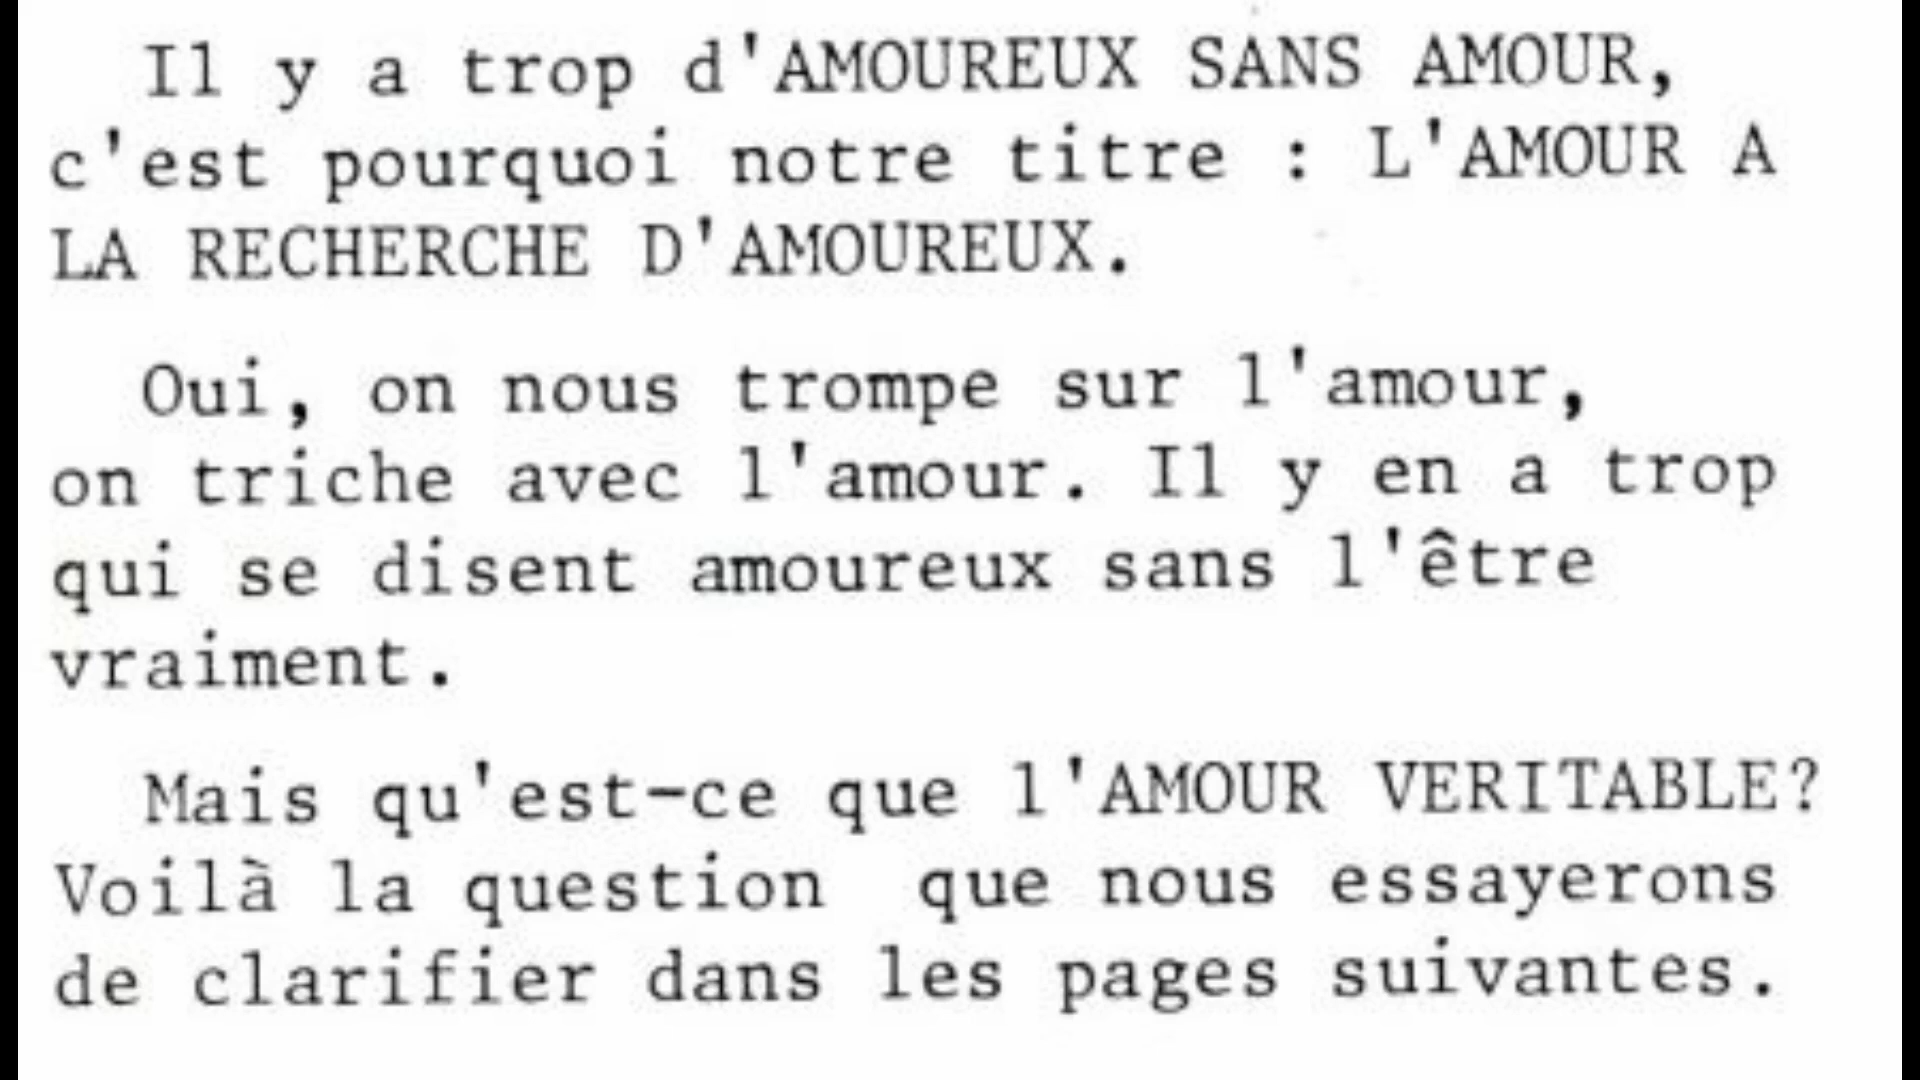 Il y a trop d'AMOUREUX SANS AMOUR,
c'est pourquoi notre titre : L'AMOUR A
LA RECHERCHE D'AMOUREUX.
Oui, on nous trompe sur l'amour,
on triche avec l'amour. Il y en a trop
qui se disent amoureux sans l'être
vraiment.
Mais qu'est-ce que l'AMOUR VERITABLE?
Voilà la question que nous essayerons
de clarifier dans les pages suivantes.